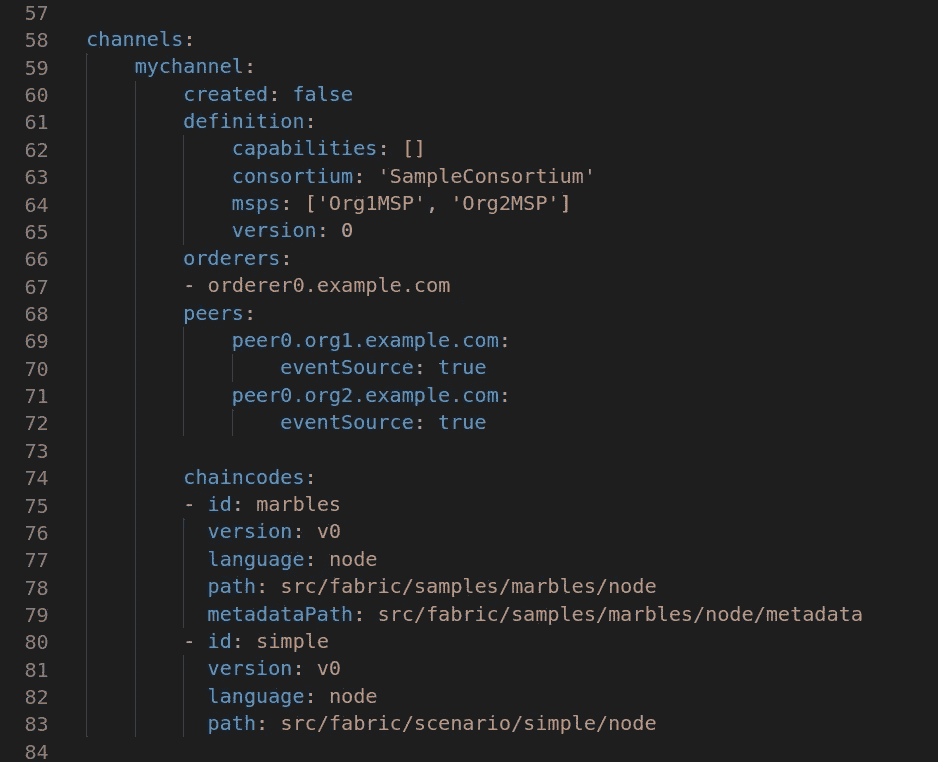 57
58 channels:
59 mychannel:
60 created: false
61 definition:
62 capabilities: []
63 consortium: 'SampleConsortium'
64 msps: ['Org1MSP', 'Org2MSP']
65 version: 0
66 orderers:
67 - orderer0.example.com
68 peers:
69 peer0.org1.example.com:
70 eventSource: true
71 peer0.org2.example.com:
72 eventSource: true
73
74 chaincodes:
75 - id: marbles
76 version: v0
77 language: node
78 path: src/fabric/samples/marbles/node
79 metadataPath: src/fabric/samples/marbles/node/metadata
80 - id: simple
81 version: v0
82 language: node
83 path: src/fabric/scenario/simple/node
84